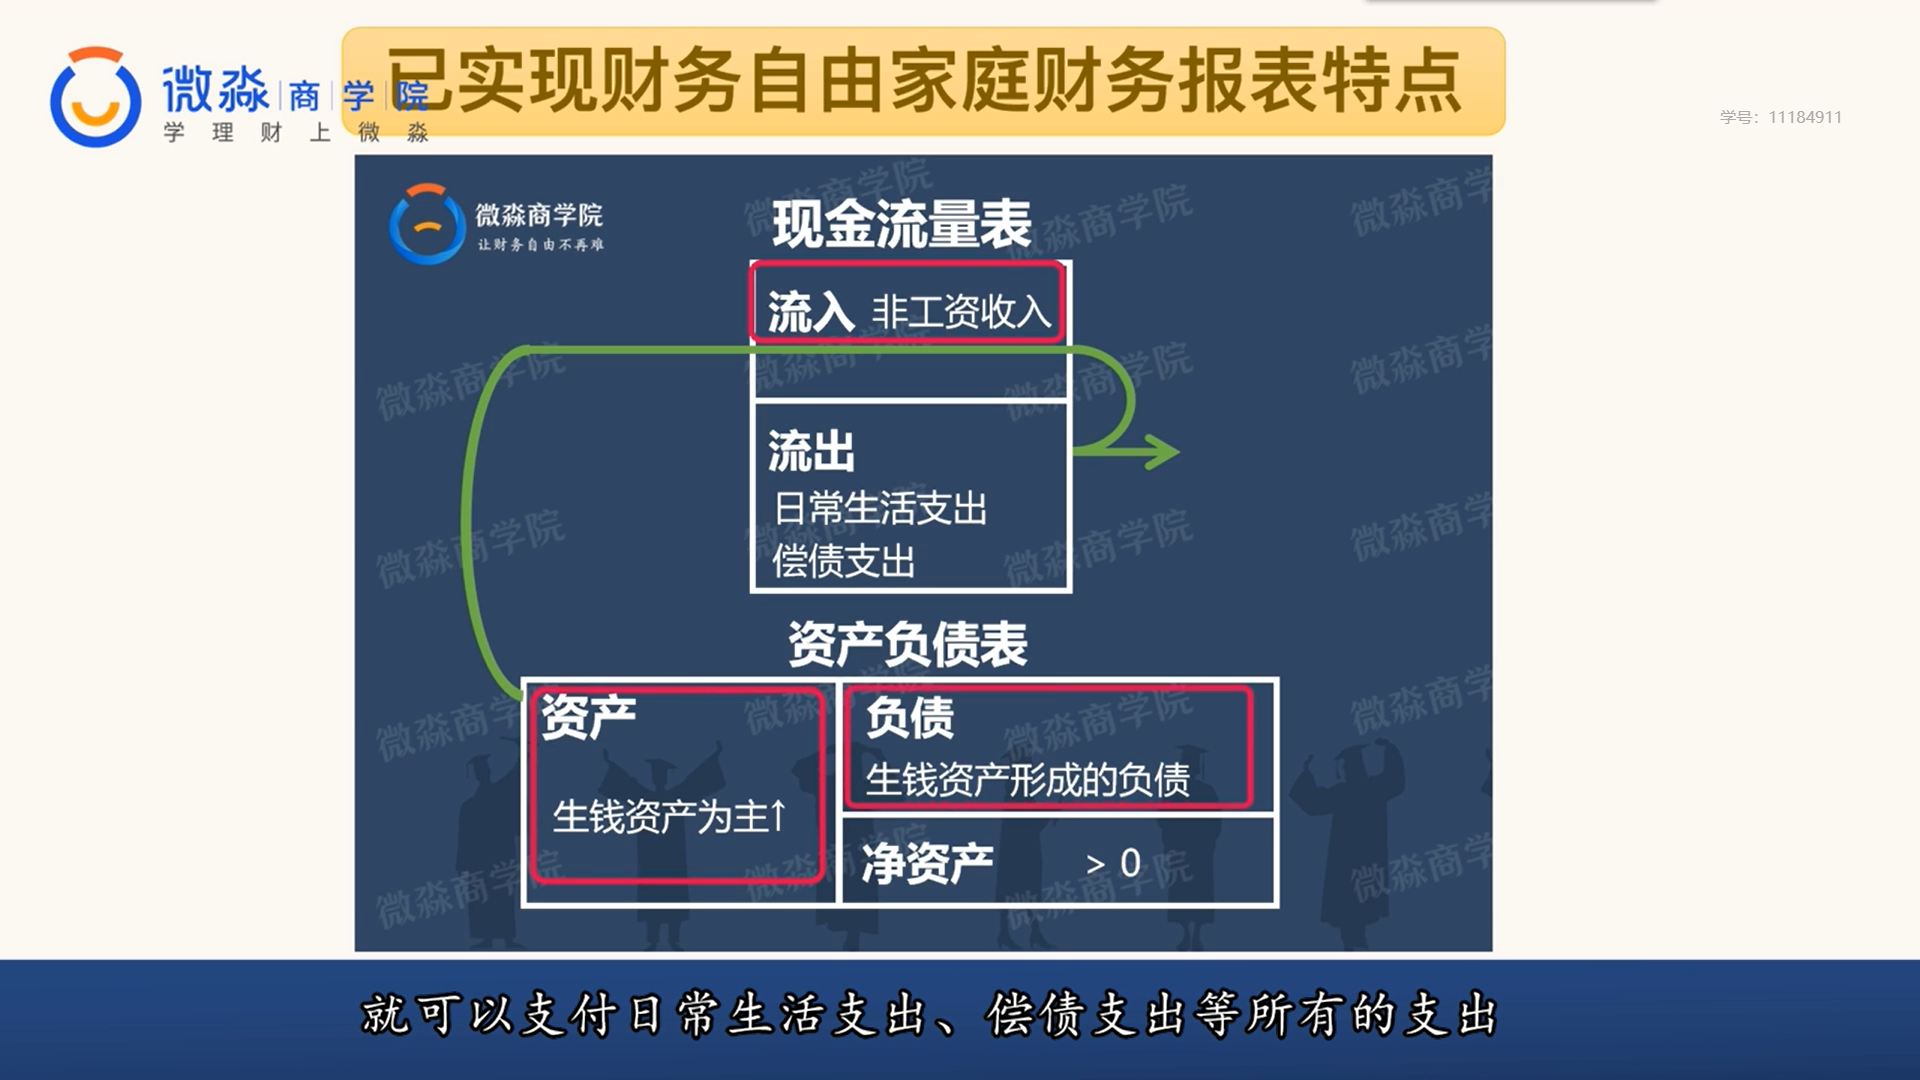 已实现财务自由家庭财务报表特点
微淼商学院
学理财上微淼
学号：11184911
微淼商学院
让财务自由不再难
现金流量表
流入 非工资收入
流出
日常生活支出
偿债支出
资产负债表
资产
生钱资产为主↑
负债
生钱资产形成的负债
净资产 > 0
就可以支付日常生活支出、偿债支出等所有的支出